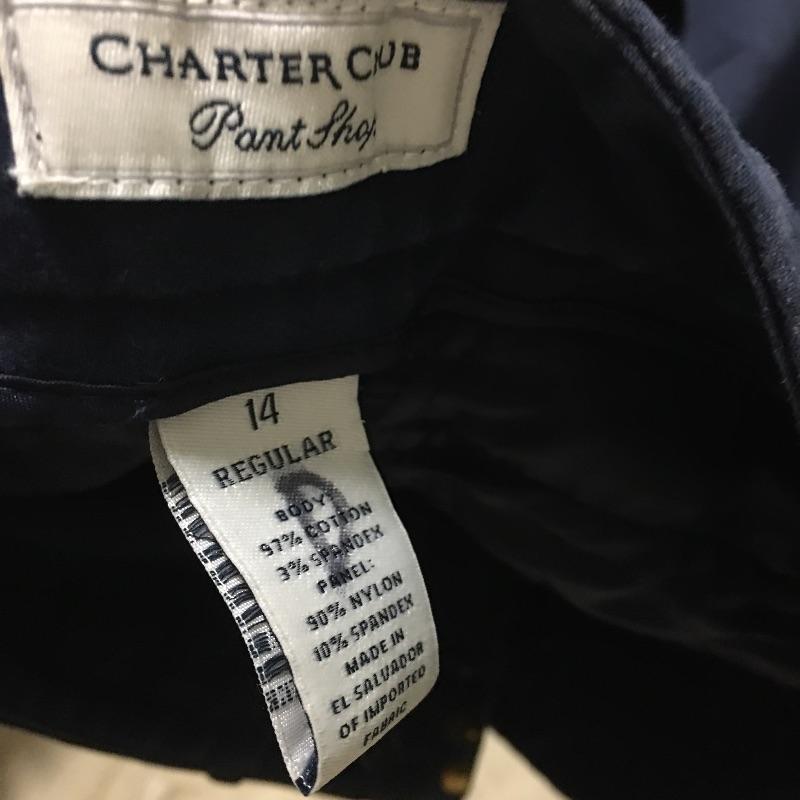 CHARTER CLUB
Pant Shop
14
REGULAR
BODY:
97% COTTON
3% SPANDEX
PANEL:
90% NYLON
10% SPANDEX
MADE IN
EL SALVADOR
OF IMPORTED
FABRIC